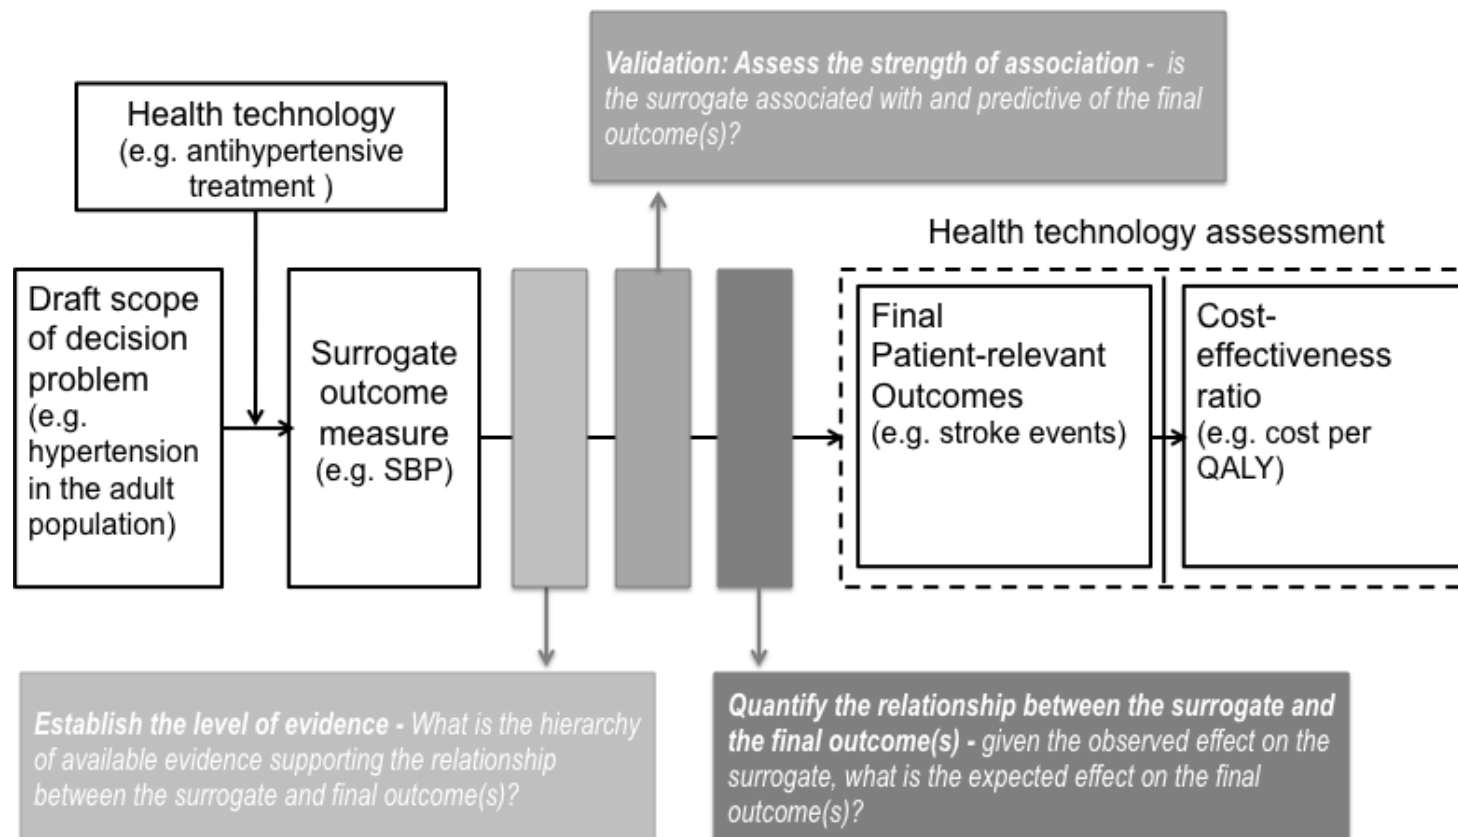 Validation: Assess the strength of association - is
the surrogate associated with and predictive of the final
outcome(s)?
Health technology
(e.g. antihypertensive
treatment )
Health technology assessment
Draft scope
of decision
problem
(e.g.
hypertension
in the adult
population)
Surrogate
outcome
measure
(e.g. SBP)
Final
Patient-relevant
Outcomes
(e.g. stroke events)
Cost-
effectiveness
ratio
(e.g. cost per
QALY)
Establish the level of evidence - What is the hierarchy
of available evidence supporting the relationship
between the surrogate and final outcome(s)?
Quantify the relationship between the surrogate and
the final outcome(s) - given the observed effect on the
surrogate, what is the expected effect on the final
outcome(s)?